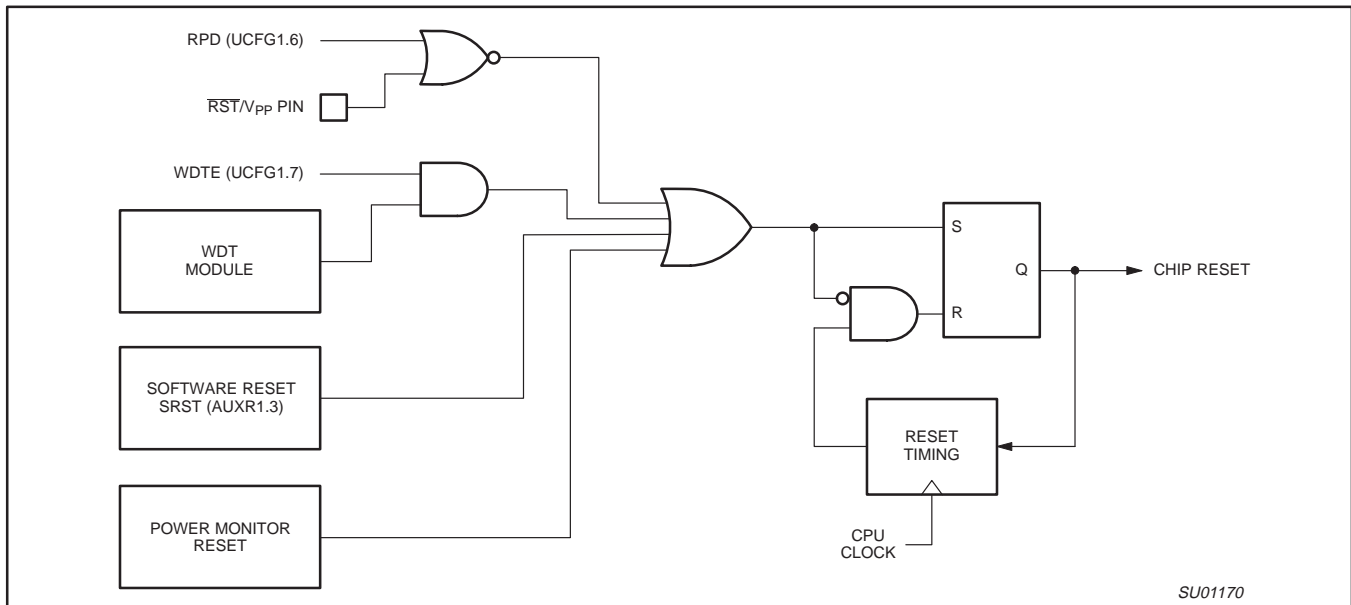 RPD (UCFG1.6)
RST/VPP PIN
WDTE (UCFG1.7)
WDT
MODULE
S
Q
CHIP RESET
R
SOFTWARE RESET
SRST (AUXR1.3)
RESET
TIMING
POWER MONITOR
RESET
CPU
CLOCK
SU01170